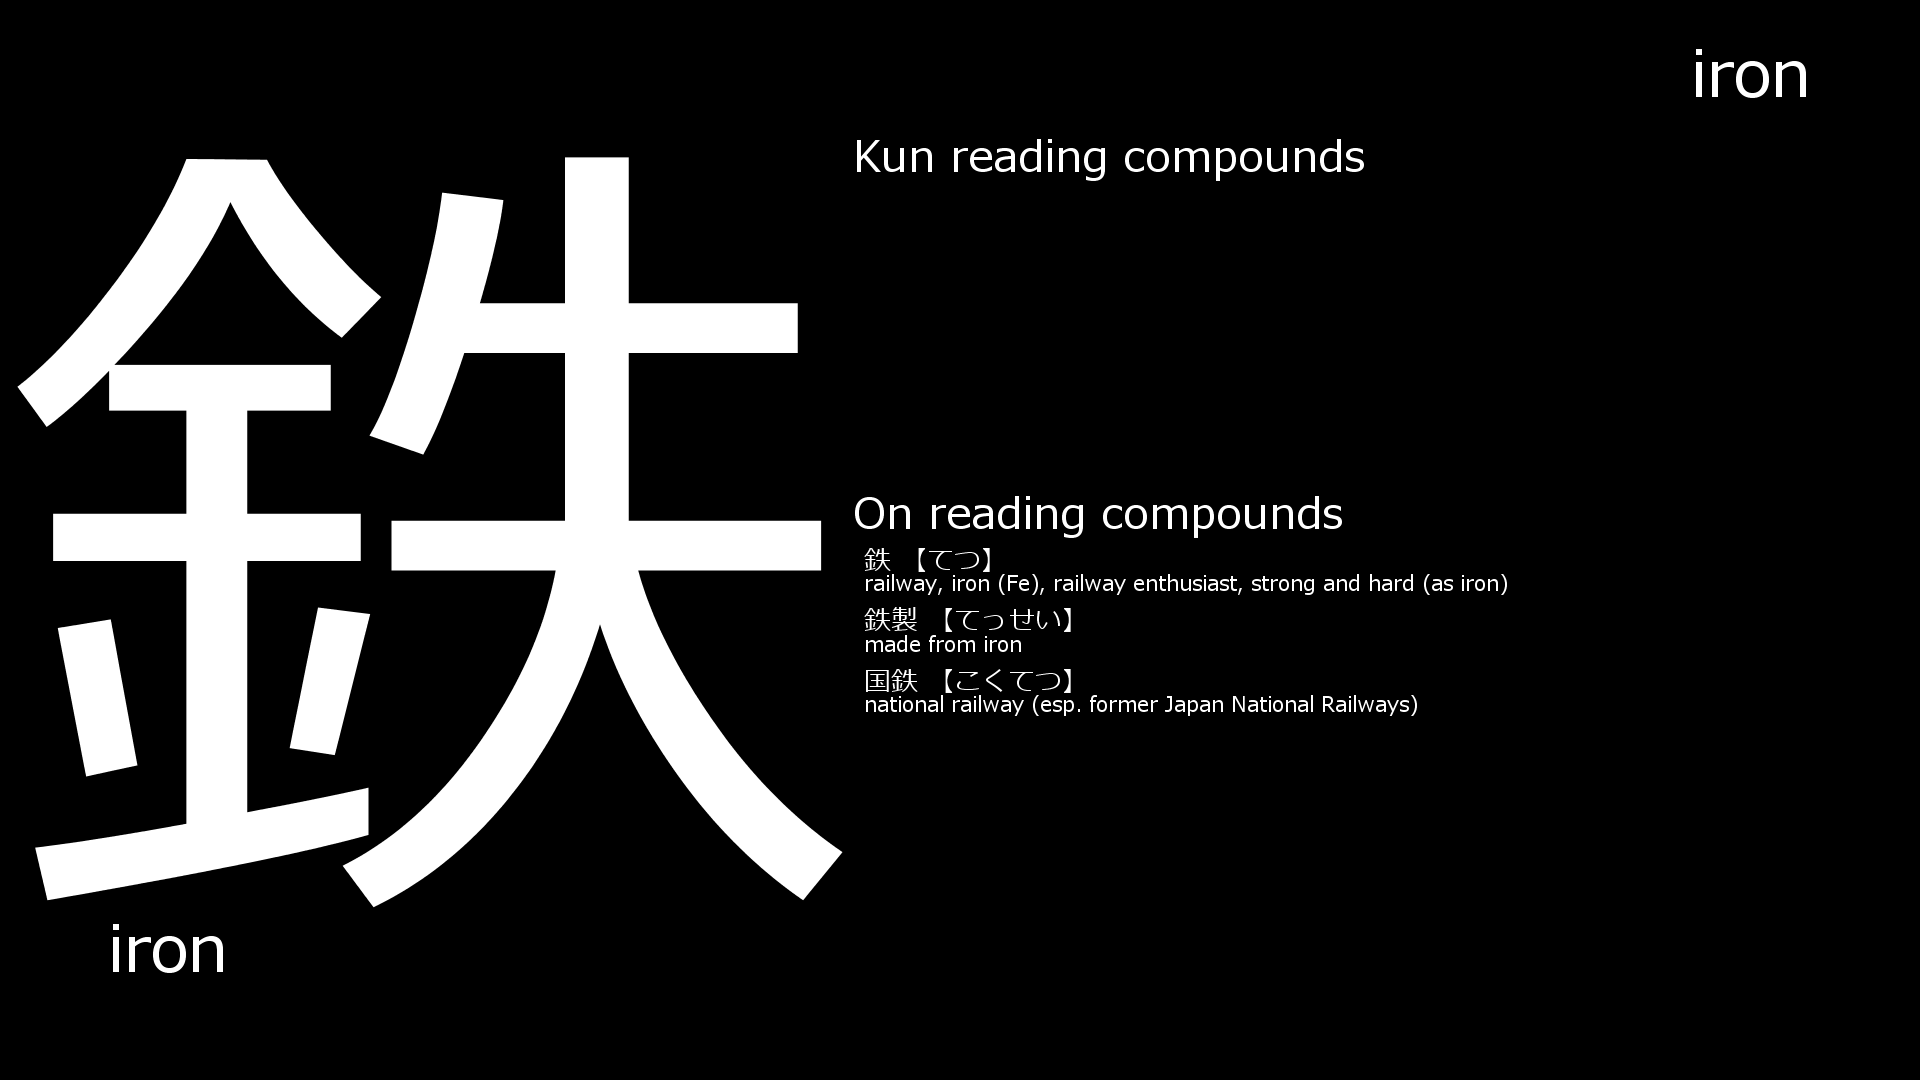 iron
鉄
Kun reading compounds
On reading compounds
鉄 【てつ】
railway, iron (Fe), railway enthusiast, strong and hard (as iron)
鉄製 【てっせい】
made from iron
国鉄 【こくてつ】
national railway (esp. former Japan National Railways)
iron